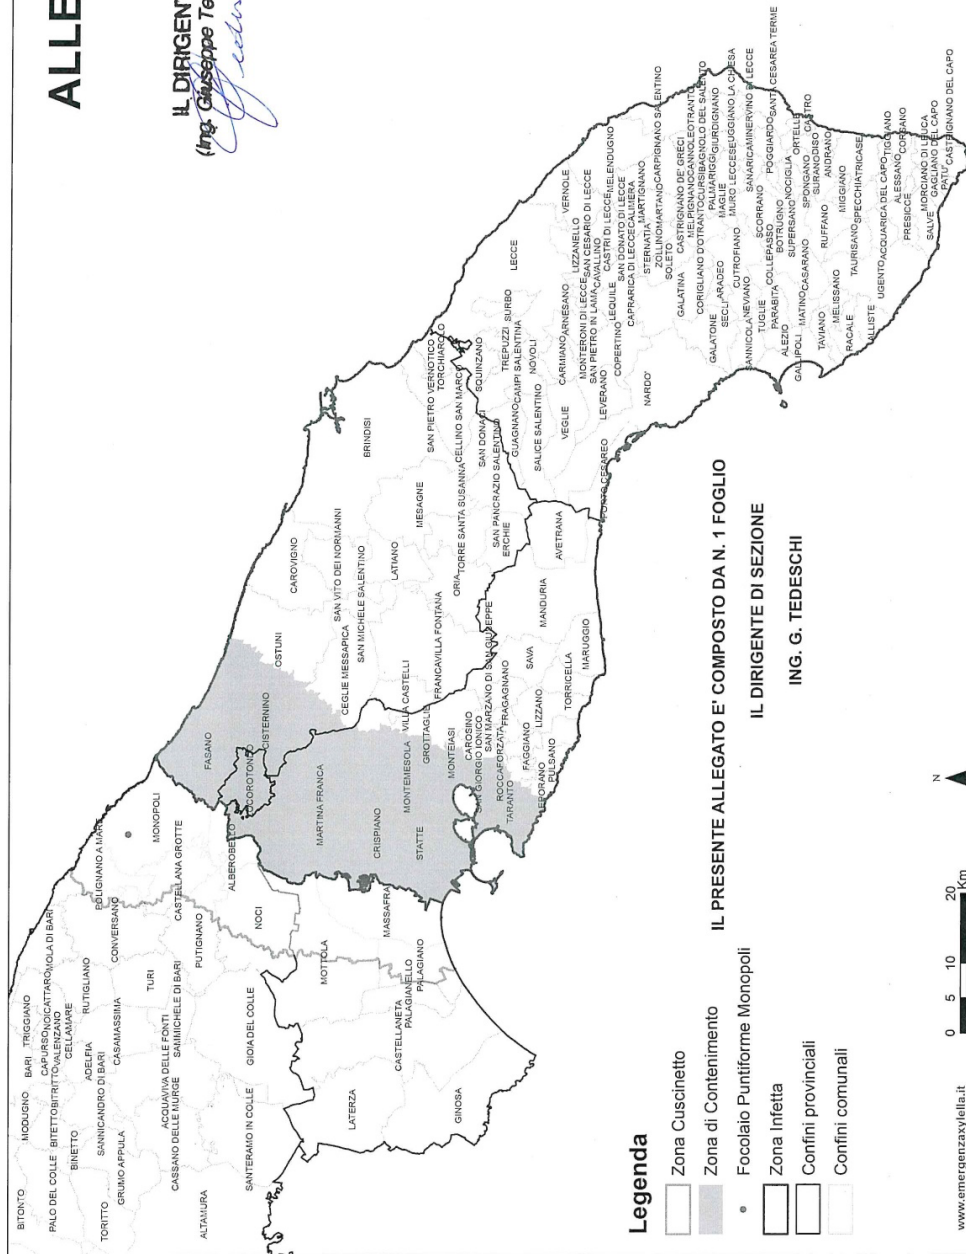 ALLE
IL DIRIGENT
(Ing. Giuseppe Te
BITONTO
MODUGNO
BARI
TRIGGIANO
PALO DEL COLLE
BITETTO
BITRITTO
CAPURSO
NOICATTARO
MOLA DI BARI
VALENZANO
CELLAMARE
BINETTO
ADELFIA
RUTIGLIANO
POLIGNANO A MARE
TORITTO
SANNICANDRO DI BARI
GRUMO APPULA
CASAMASSIMA
CONVERSANO
MONOPOLI
TURI
CASTELLANA GROTTE
ACQUAVIVA DELLE FONTI
CASSANO DELLE MURGE
SAMMICHELE DI BARI
PUTIGNANO
ALTAMURA
ALBEROBELLO
SANTERAMO IN COLLE
GIOIA DEL COLLE
NOCI
FASANO
LOCOROTONDO
CISTERNINO
OSTUNI
CAROVIGNO
BRINDISI
MOTTOLA
MARTINA FRANCA
CEGLIE MESSAPICA
SAN VITO DEI NORMANNI
SAN MICHELE SALENTINO
LATERZA
CASTELLANETA
PALAGIANELLO
PALAGIANO
MASSAFRA
CRISPIANO
STATTE
MONTEMESOLA
VILLA CASTELLI
GROTTAGLIE
LATIANO
MESAGNE
FRANCAVILLA FONTANA
ORIA
TORRE SANTA SUSANNA
CELLINO SAN MARCO
SAN PIETRO VERNOTICO
TORCHIAROLO
GINOSA
MONTEIASI
CAROSINO
SAN GIORGIO IONICO
SAN MARZANO DI SAN GIUSEPPE
ROCCAFORZATA
FRAGAGNANO
TARANTO
FAGGIANO
SAVA
LIZZANO
LEPORANO
PULSANO
TORRICELLA
MARUGGIO
MANDURIA
AVETRANA
ERCHIE
SAN PANCRAZIO SALENTINO
SAN DONACI
SQUINZANO
TREPUZZI
SURBO
LECCE
GUAGNANO
CAMPI SALENTINA
NOVOLI
SALICE SALENTINO
VEGLIE
CARMIANO
ARNESANO
LIZZANELLO
VERNOLE
MONTERONI DI LECCE
SAN CESARIO DI LECCE
SAN PIETRO IN LAMA
CAVALLINO
CASTRI DI LECCE
MELENDUGNO
LEVERANO
COPERTINO
LEQUILE
SAN DONATO DI LECCE
CAPRARICA DI LECCE
CALIMERA
MARTIGNANO
PORTO CESAREO
NARDO'
STERNATIA
ZOLLINO
MARTANO
CARPIGNANO SALENTINO
SOLETO
GALATINA
CASTRIGNANO DE' GRECI
MELPIGNANO
CANNOLE
OTRANTO
CORIGLIANO D'OTRANTO
CURSI
BAGNOLO DEL SALENTO
GALATONE
PALMARIGGI
GIURDIGNANO
SECLI
ARADEO
MAGLIE
CUTROFIANO
MURO LECCESE
UGGIANO LA CHIESA
SANNICOLA
NEVIANO
SANARICA
MINERVINO DI LECCE
TUGLIE
COLLEPASSO
SCORRANO
POGGIARDO
SANTA CESAREA TERME
PARABITA
BOTRUGNO
ALEZIO
SUPERSANO
NOCIGLIA
ORTELLE
GALLIPOLI
MATINO
CASARANO
SPONGANO
CASTRO
SURANO
DISO
TAVIANO
RUFFANO
ANDRANO
MELISSANO
MIGGIANO
RACALE
TAURISANO
SPECCHIA
TRICASE
ALLISTE
UGENTO
ACQUARICA DEL CAPO
TIGGIANO
ALESSANO
CORSANO
PRESICCE
SALVE
MORCIANO DI LEUCA
GAGLIANO DEL CAPO
PATU'
CASTRIGNANO DEL CAPO
Legenda
Zona Cuscinetto
Zona di Contenimento
Focolaio Puntiforme Monopoli
Zona Infetta
Confini provinciali
Confini comunali
IL PRESENTE ALLEGATO E' COMPOSTO DA N. 1 FOGLIO
IL DIRIGENTE DI SEZIONE
ING. G. TEDESCHI
N
0 5 10 20
Km
www.emergenzaxylella.it